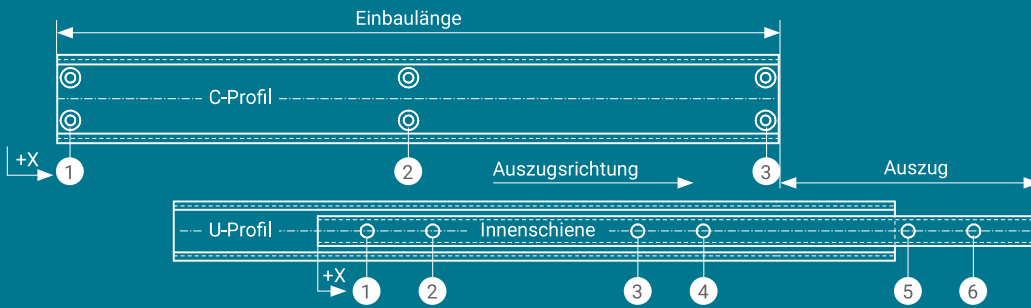 Einbaulänge
C-Profil
+X
1
2
3
Auszugsrichtung
Auszug
U-Profil
Innenschiene
+X
1
2
3
4
5
6